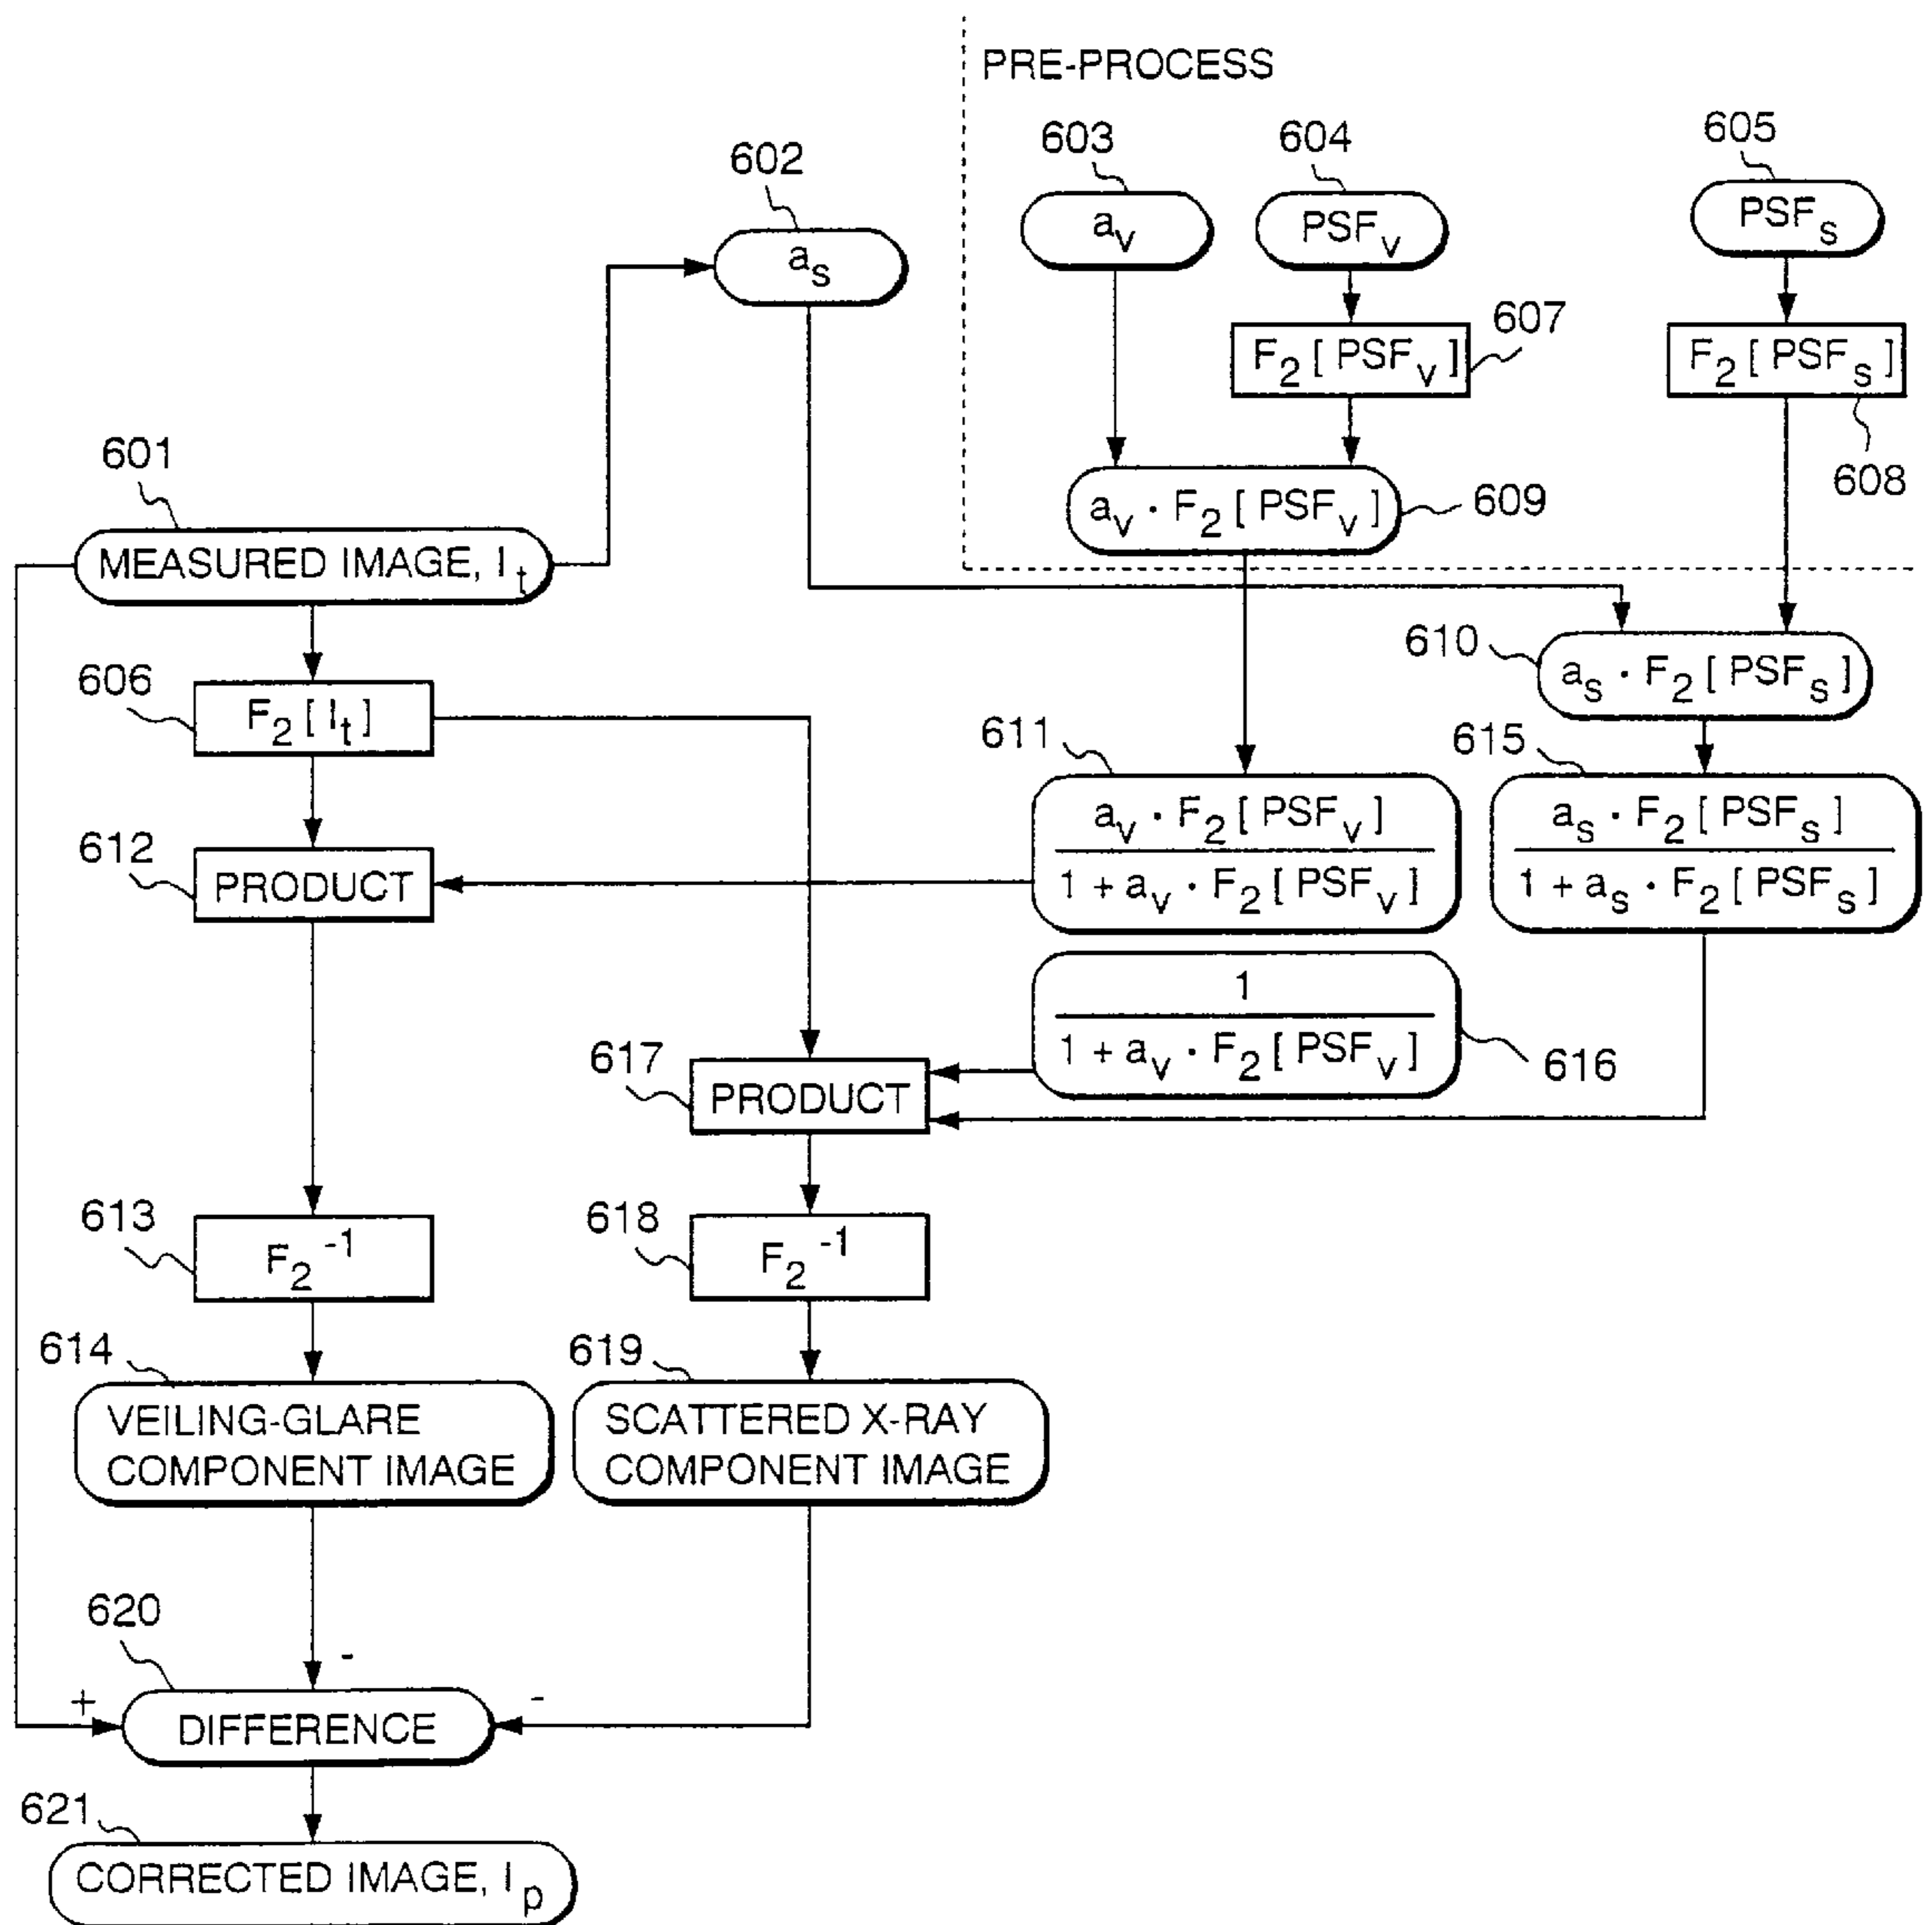 PRE-PROCESS
603
604
605
602
a_v
PSF_v
PSF_s
a_s
607
F_2 [ PSF_v ]
F_2 [ PSF_s ]
601
608
a_v · F_2 [ PSF_v ]
609
MEASURED IMAGE, I_t
610
a_s · F_2 [ PSF_s ]
606
F_2 [ I_t ]
611
615
a_v · F_2 [ PSF_v ]
1 + a_v · F_2 [ PSF_v ]
a_s · F_2 [ PSF_s ]
1 + a_s · F_2 [ PSF_s ]
612
PRODUCT
1
1 + a_v · F_2 [ PSF_v ]
616
617
PRODUCT
613
F_2^-1
618
F_2^-1
614
VEILING-GLARE
COMPONENT IMAGE
619
SCATTERED X-RAY
COMPONENT IMAGE
620
+
-
-
DIFFERENCE
621
CORRECTED IMAGE, I_p